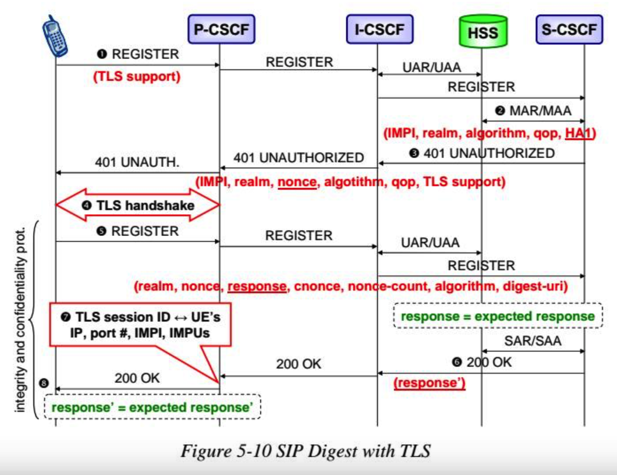 P-CSCF
I-CSCF
HSS
S-CSCF
❶ REGISTER
(TLS support)
REGISTER
UAR/UAA
REGISTER
❷ MAR/MAA
(IMPI, realm, algorithm, qop, HA1)
401 UNAUTH.
401 UNAUTHORIZED
❸ 401 UNAUTHORIZED
(IMPI, realm, nonce, algotithm, qop, TLS support)
❹ TLS handshake
❺ REGISTER
REGISTER
UAR/UAA
REGISTER
(realm, nonce, response, cnonce, nonce-count, algorithm, digest-uri)
❼ TLS session ID ↔ UE's
IP, port #, IMPI, IMPUs
response = expected response
SAR/SAA
❻ 200 OK
(response')
200 OK
❽
200 OK
response' = expected response'
integrity and confidentiality prot.
Figure 5-10 SIP Digest with TLS